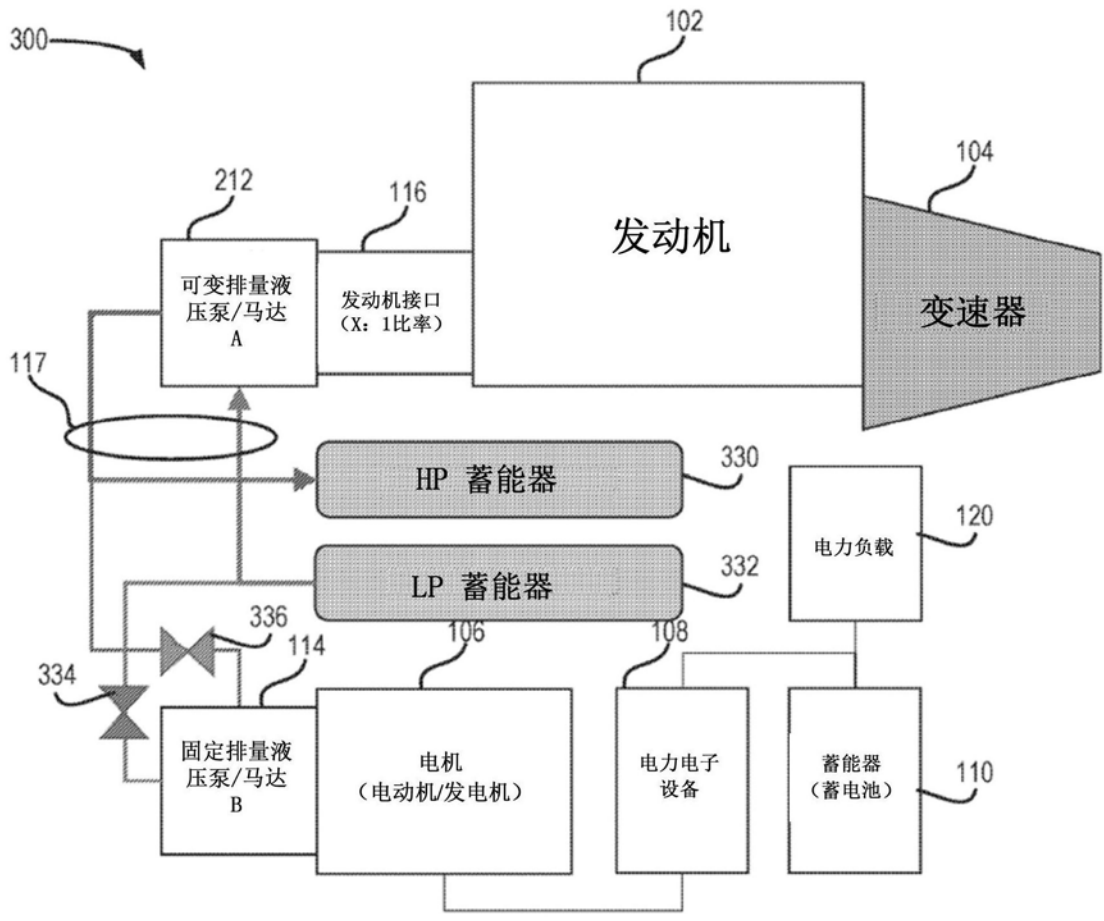 300
102
104
212
116
发动机
可变排量液
压泵/马达
A
发动机接口
（X：1比率）
变速器
117
HP 蓄能器
330
电力负载
120
LP 蓄能器
332
336
114
106
108
334
固定排量液
压泵/马达
B
电机
（电动机/发电机）
电力电子
设备
蓄能器
（蓄电池）
110